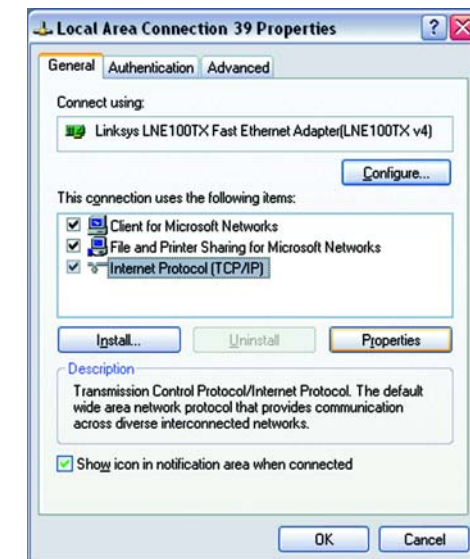 Local Area Connection 39 Properties
General Authentication Advanced
Connect using:
Linksys LNE100TX Fast Ethernet Adapter(LNE100TX v4)
Configure...
This connection uses the following items:
Client for Microsoft Networks
File and Printer Sharing for Microsoft Networks
Internet Protocol (TCP/IP)
Install... Uninstall Properties
Description
Transmission Control Protocol/Internet Protocol. The default
wide area network protocol that provides communication
across diverse interconnected networks.
Show icon in notification area when connected
OK Cancel